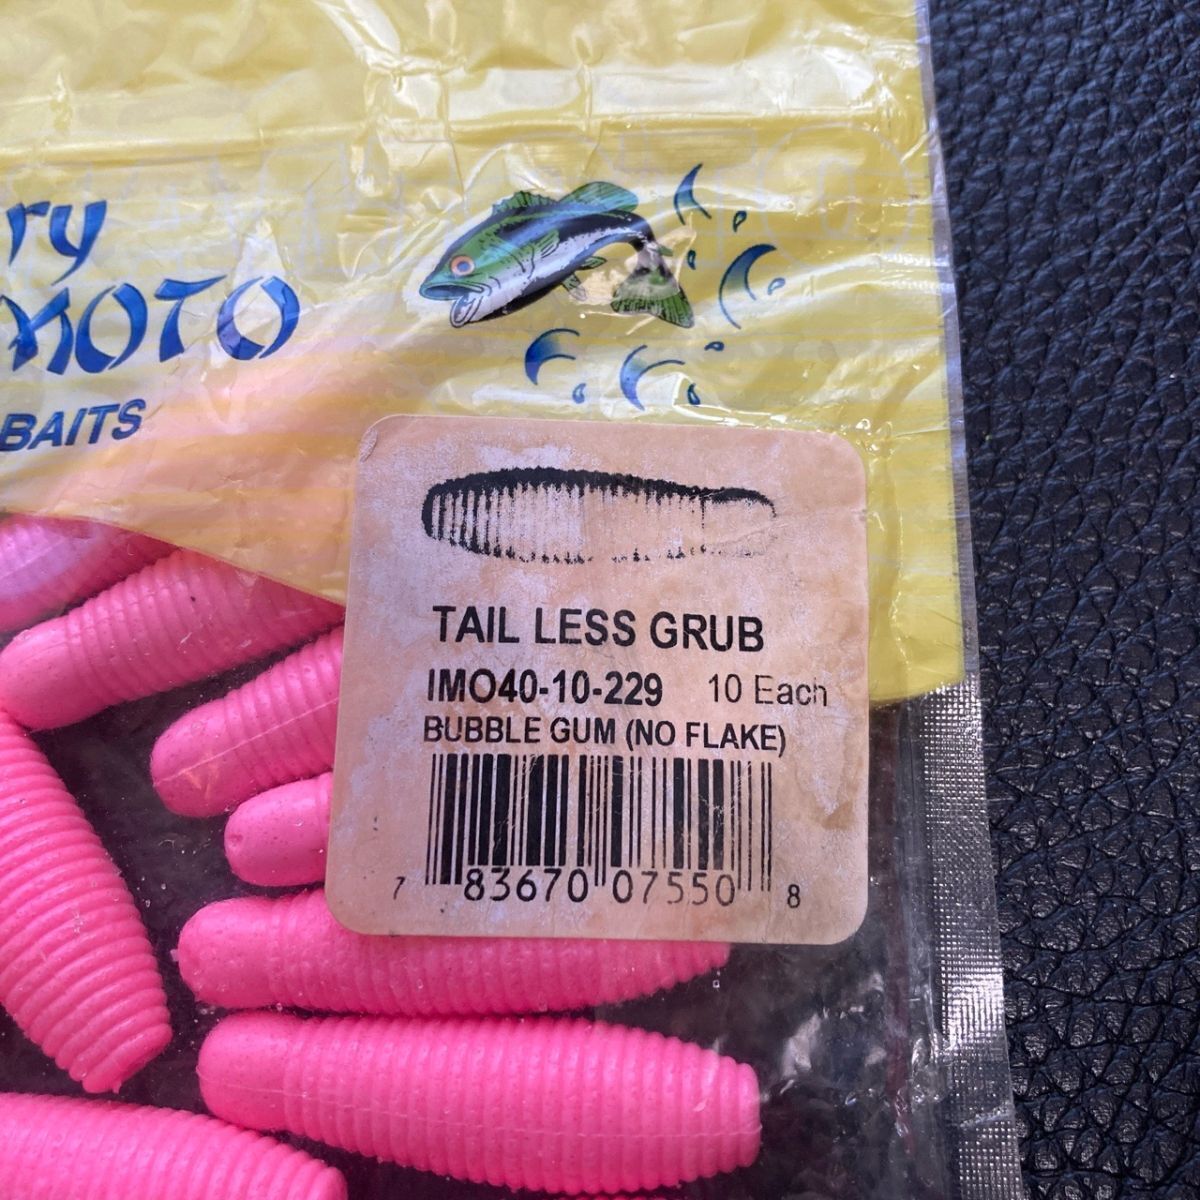 ry
MOTO
BAITS
TAIL LESS GRUB
IMO40-10-229 10 Each
BUBBLE GUM (NO FLAKE)
7 83670 07550 8